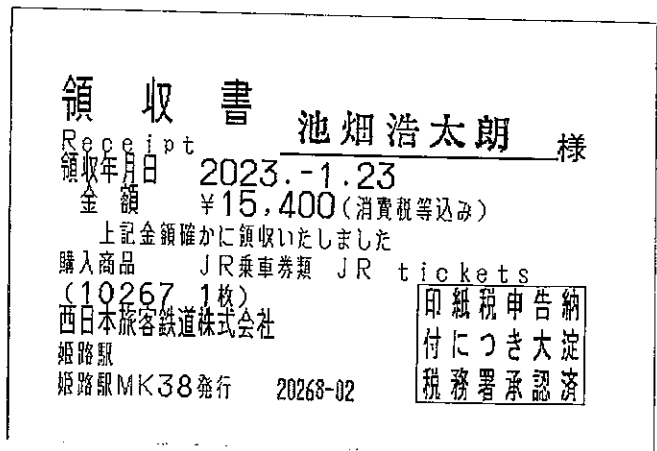 領収書
池畑浩太朗 様
Receipt
領収年月日 2023.-1.23
金額 ¥15,400(消費税等込み)
上記金額確かに領収いたしました
購入商品 JR乗車券類 JR tickets
(10267 1枚)
西日本旅客鉄道株式会社
姫路駅
姫路駅MK38発行 20268-02
印紙税申告納
付につき大淀
税務署承認済